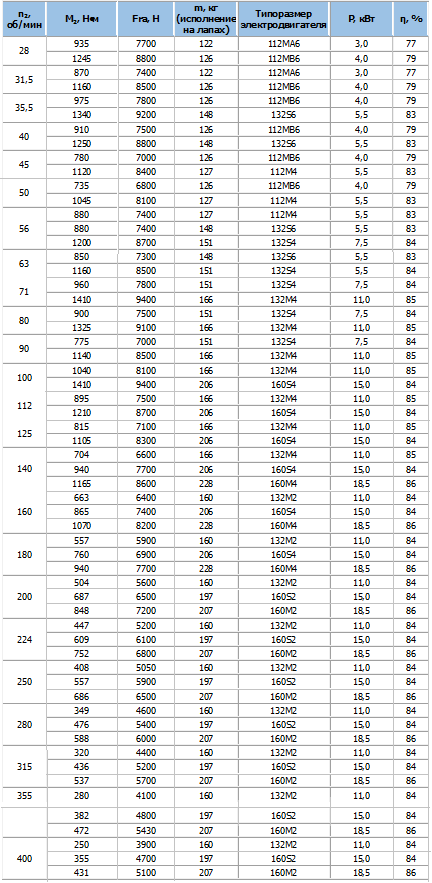 n₂, об/мин M₂, Н•м Fra, Н m, кг (исполнение на лапах) Типоразмер электродвигателя P, кВт η, %
28 935 7700 122 112MA6 3,0 77
1245 8800 126 112MB6 4,0 79
31,5 870 7400 122 112MA6 3,0 77
1160 8500 126 112MB6 4,0 79
35,5 975 7800 126 112MB6 4,0 79
1340 9200 148 132S6 5,5 83
40 910 7500 126 112MB6 4,0 79
1250 8800 148 132S6 5,5 83
45 780 7000 126 112MB6 4,0 79
1120 8400 127 112M4 5,5 83
50 735 6800 126 112MB6 4,0 79
1045 8100 127 112M4 5,5 83
56 880 7400 127 112M4 5,5 83
880 7400 148 132S6 5,5 83
1200 8700 151 132S4 7,5 84
63 850 7300 148 132S6 5,5 83
1160 8500 151 132S4 5,5 84
71 960 7800 151 132S4 7,5 84
1410 9400 166 132M4 11,0 85
80 900 7500 151 132S4 7,5 84
1325 9100 166 132M4 11,0 85
90 775 7000 151 132S4 7,5 84
1140 8500 166 132M4 11,0 85
100 1040 8100 166 132M4 11,0 85
1410 9400 206 160S4 15,0 84
112 895 7500 166 132M4 11,0 85
1210 8700 206 160S4 15,0 84
125 815 7100 166 132M4 11,0 84
1105 8300 206 160S4 15,0 84
140 704 6600 166 132M4 11,0 85
940 7700 206 160S4 15,0 84
1165 8600 228 160M4 18,5 86
160 663 6400 160 132M2 11,0 84
865 7400 206 160S4 15,0 84
1070 8200 228 160M4 18,5 86
180 557 5900 160 132M2 11,0 84
760 6900 206 160S4 15,0 84
940 7700 228 160M4 18,5 86
200 504 5600 160 132M2 11,0 84
687 6500 197 160S2 15,0 84
848 7200 207 160M2 18,5 86
224 447 5200 160 132M2 11,0 84
609 6100 197 160S2 15,0 84
752 6800 207 160M2 18,5 86
250 408 5050 160 132M2 11,0 84
557 5900 197 160S2 15,0 84
686 6500 207 160M2 18,5 86
280 349 4600 160 132M2 11,0 84
476 5400 197 160S2 15,0 84
588 6000 207 160M2 18,5 86
315 320 4400 160 132M2 11,0 84
436 5200 197 160S2 15,0 84
537 5700 207 160M2 18,5 86
355 280 4100 160 132M2 11,0 84
382 4800 197 160S2 15,0 84
472 5430 207 160M2 18,5 86
400 250 3900 160 132M2 11,0 84
355 4700 197 160S2 15,0 84
431 5100 207 160M2 18,5 86